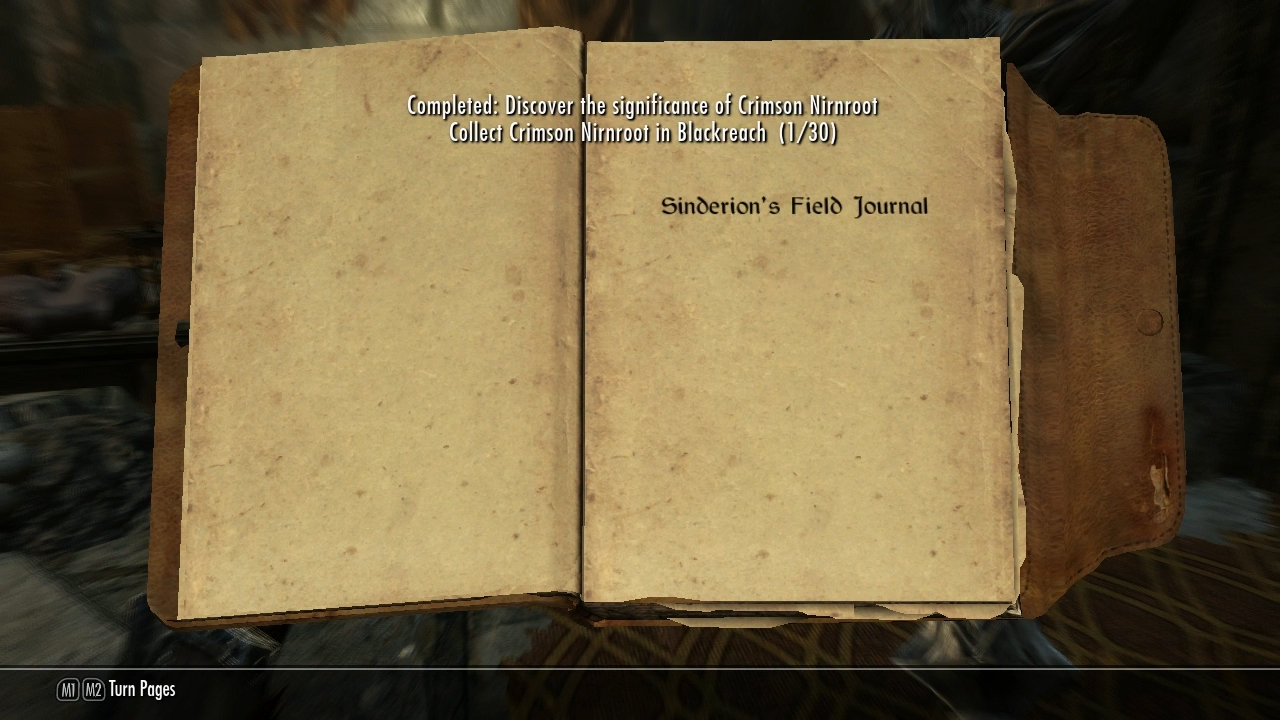 Completed: Discover the significance of Crimson Nirnroot
Collect Crimson Nirnroot in Blackreach (1/30)
Sinderion's Field Journal
M1 M2 Turn Pages